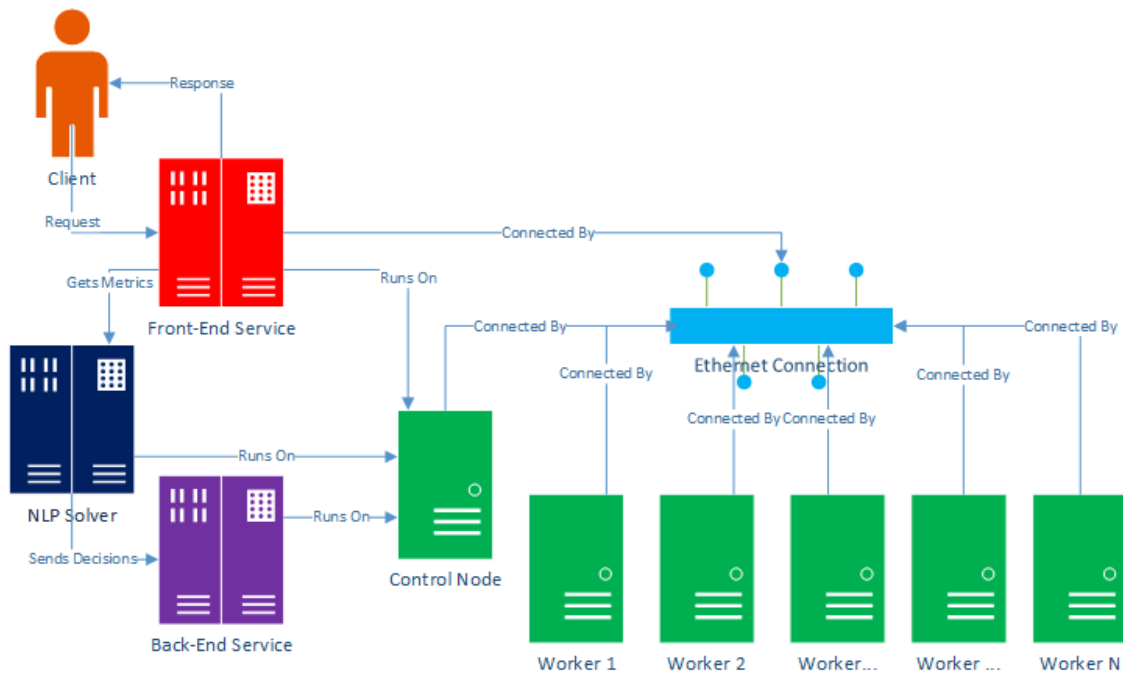 Response
Client
Request
Connected By
Gets Metrics
Runs On
Front-End Service
Connected By
Connected By
Ethernet Connection
Connected By
Connected By
Connected By
Connected By
Runs On
NLP Solver
Runs On
Sends Decisions
Control Node
Back-End Service
Worker 1
Worker 2
Worker...
Worker ...
Worker N